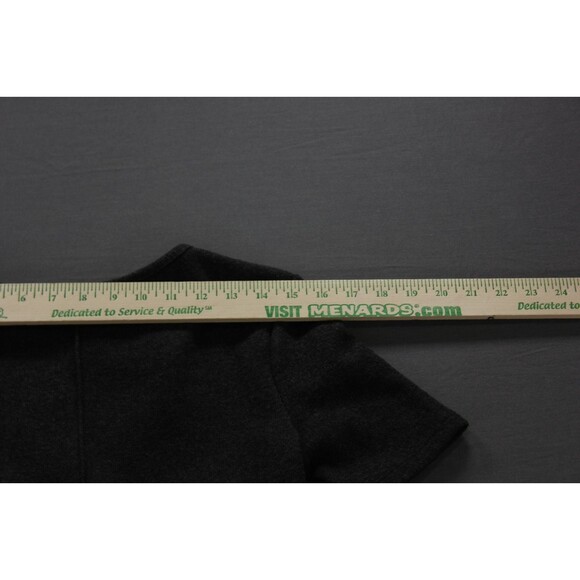 6 7 8 9 10 11 12 13 14 15 16 17 18 19 20 21 22 23 24
Dedicated to Service & Quality℠ VISIT MENARDS®.com Dedicated to